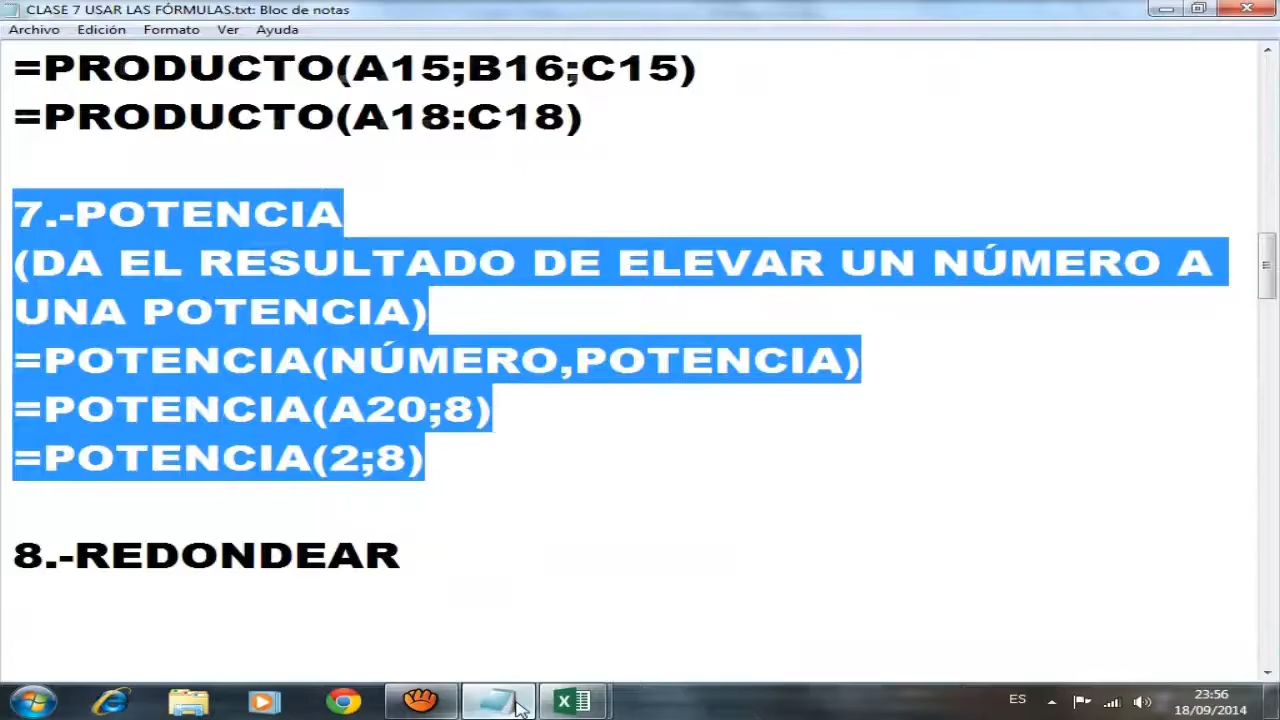 CLASE 7 USAR LAS FÓRMULAS.txt: Bloc de notas
Archivo Edición Formato Ver Ayuda
=PRODUCTO(A15;B16;C15)
=PRODUCTO(A18:C18)
7.-POTENCIA
(DA EL RESULTADO DE ELEVAR UN NÚMERO A
UNA POTENCIA)
=POTENCIA(NÚMERO,POTENCIA)
=POTENCIA(A20;8)
=POTENCIA(2;8)
8.-REDONDEAR
ES
23:56
18/09/2014